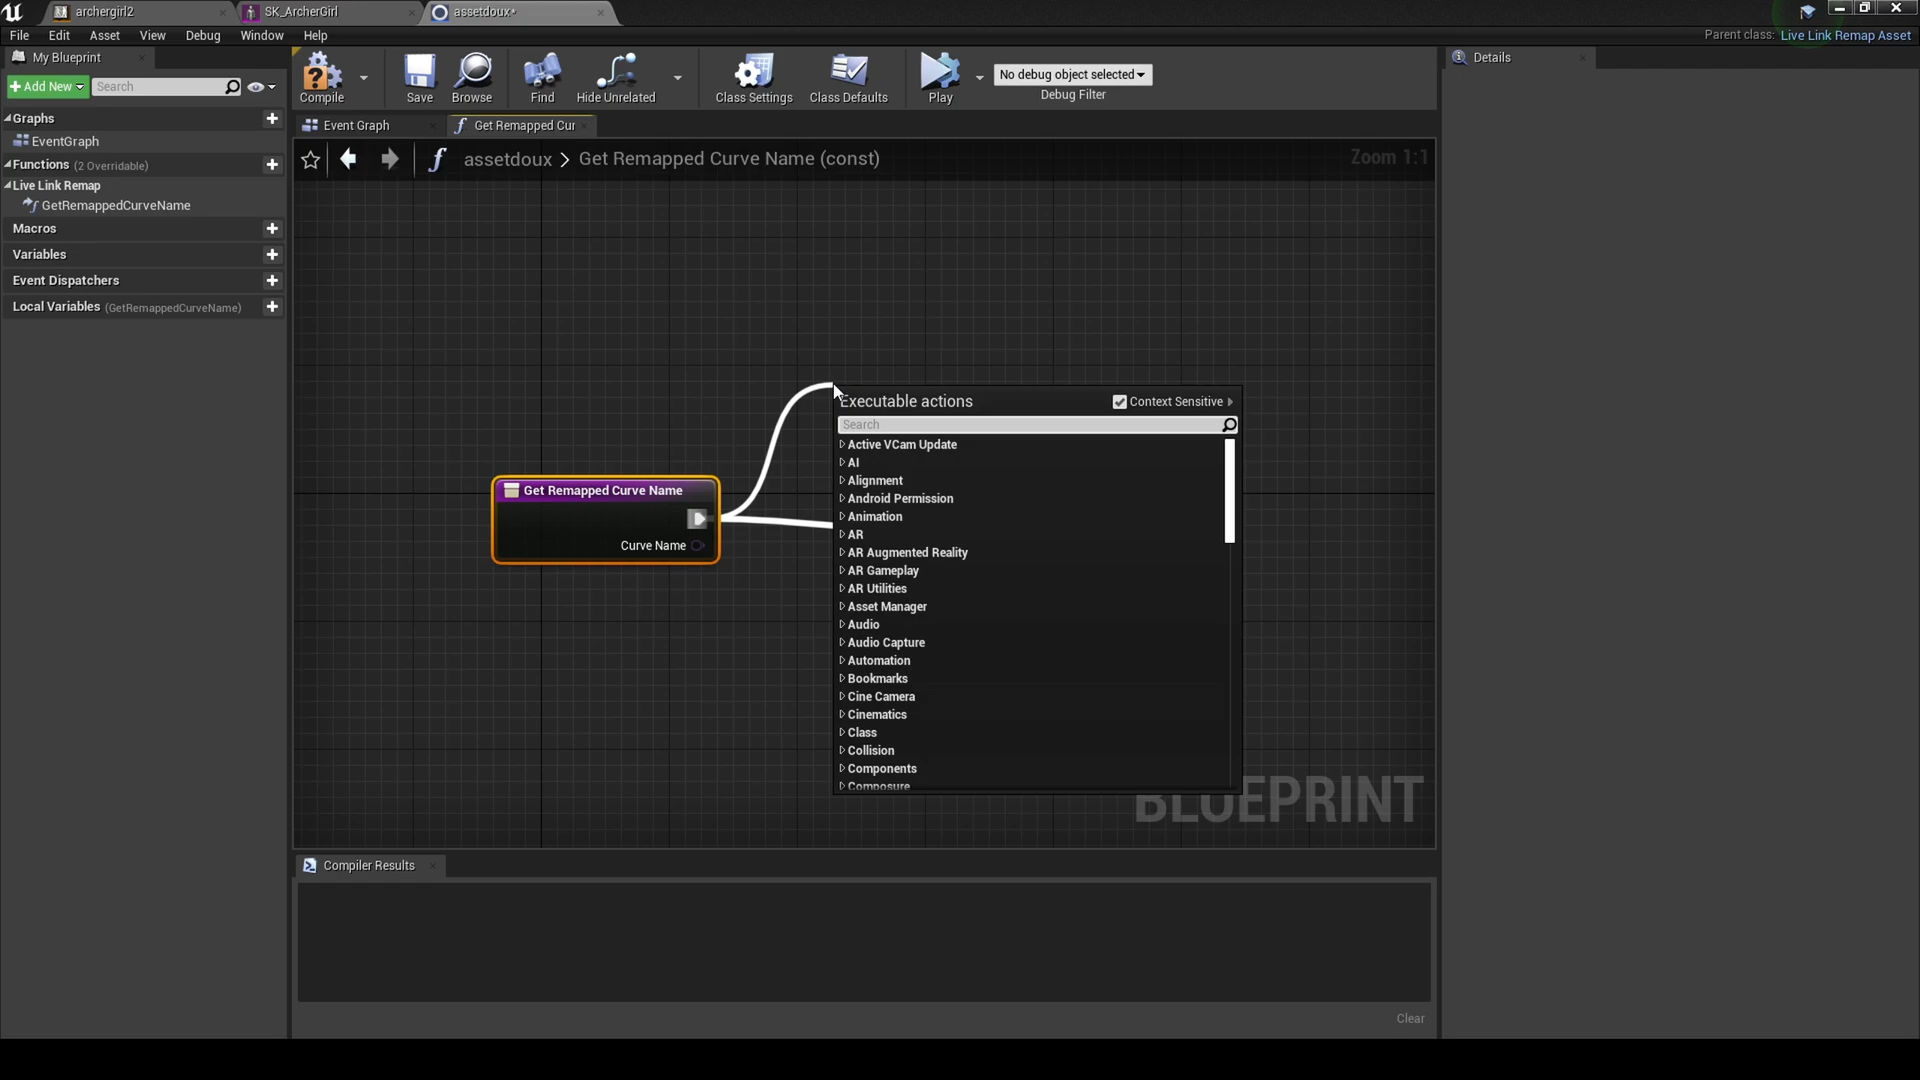 archergirl2
SK_ArcherGirl
assetdoux*
File Edit Asset View Debug Window Help
Parent class: Live Link Remap Asset
My Blueprint
Add New
Search
Compile
Save
Browse
Find
Hide Unrelated
Class Settings
Class Defaults
Play
No debug object selected
Debug Filter
Details
Graphs
EventGraph
Functions (2 Overridable)
Live Link Remap
GetRemappedCurveName
Macros
Variables
Event Dispatchers
Local Variables (GetRemappedCurveName)
Event Graph
Get Remapped Cur
assetdoux > Get Remapped Curve Name (const)
Zoom 1:1
Get Remapped Curve Name
Curve Name
Executable actions
Context Sensitive
Search
Active VCam Update
AI
Alignment
Android Permission
Animation
AR
AR Augmented Reality
AR Gameplay
AR Utilities
Asset Manager
Audio
Audio Capture
Automation
Bookmarks
Cine Camera
Cinematics
Class
Collision
Components
Composure
BLUEPRINT
Compiler Results
Clear